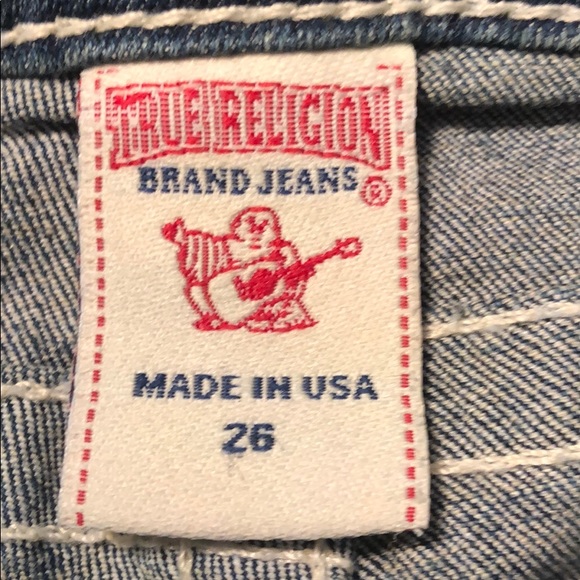 TRUE RELIGION
BRAND JEANS®
MADE IN USA
26